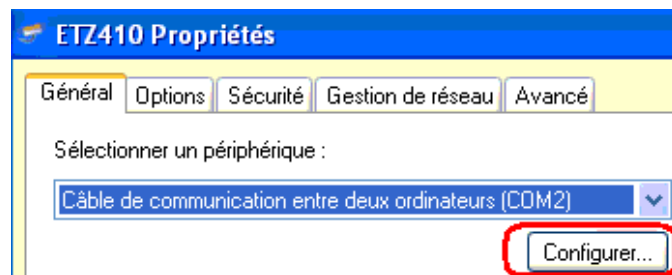 ETZ410 Propriétés
Général Options Sécurité Gestion de réseau Avancé
Sélectionner un périphérique :
Câble de communication entre deux ordinateurs (COM2)
Configurer...